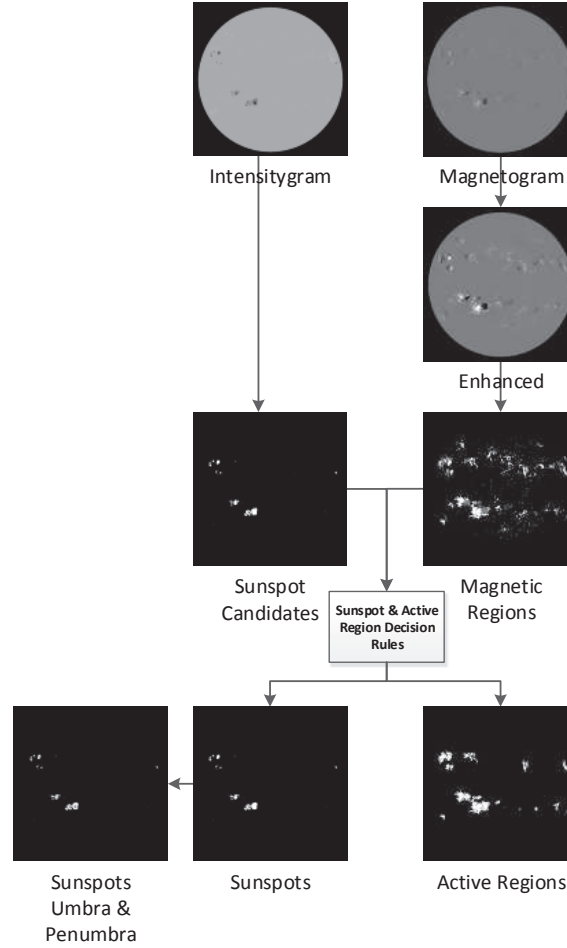 Intensitygram
Magnetogram
Enhanced
Sunspot
Candidates
Magnetic
Regions
Sunspot & Active
Region Decision
Rules
Sunspots
Umbra &
Penumbra
Sunspots
Active Regions